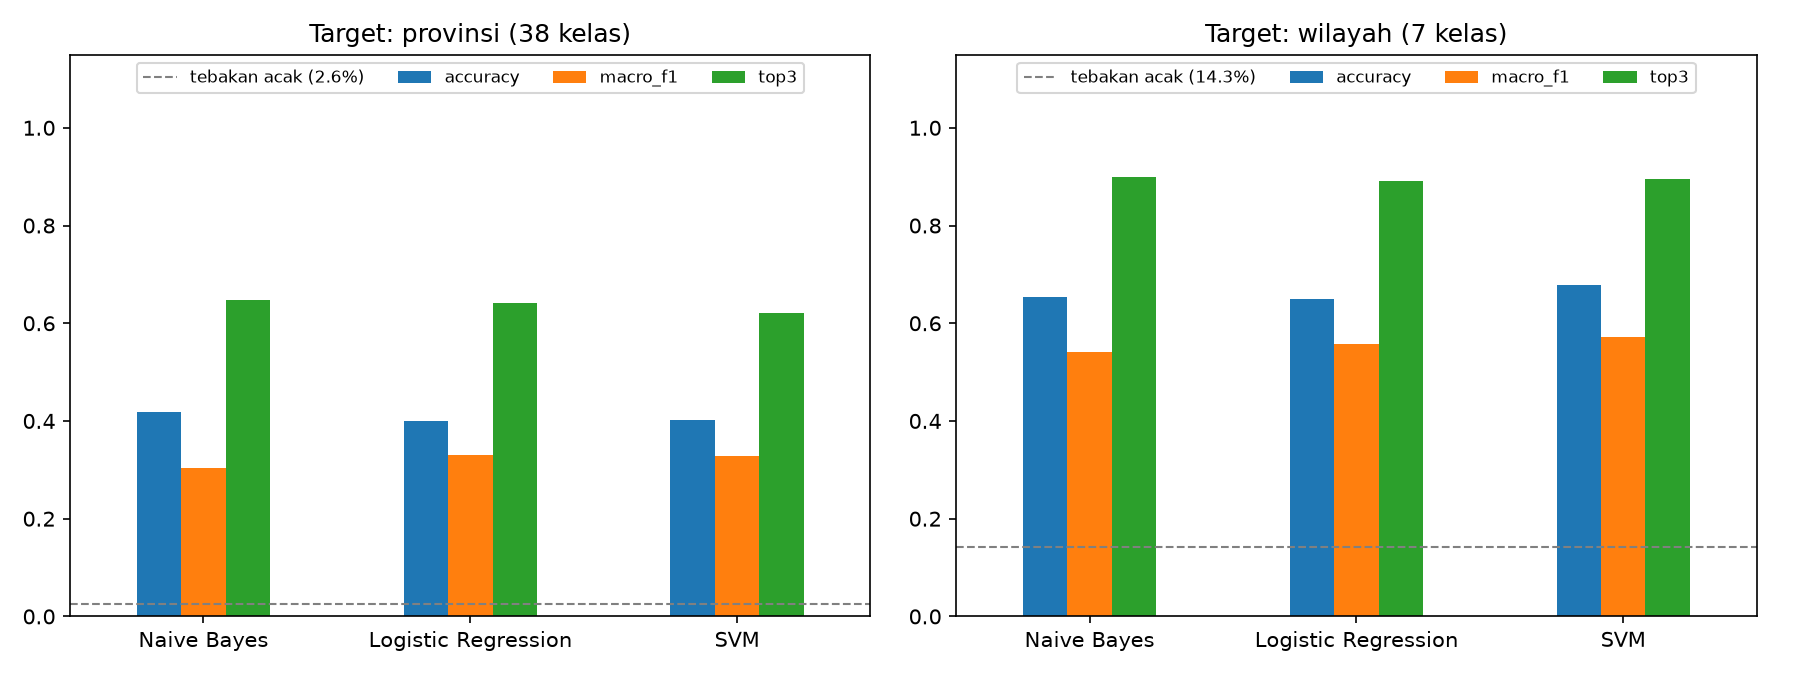 Target: provinsi (38 kelas)
tebakan acak (2.6%) accuracy macro_f1 top3
1.0
0.8
0.6
0.4
0.2
0.0
Naive Bayes Logistic Regression SVM
Target: wilayah (7 kelas)
tebakan acak (14.3%) accuracy macro_f1 top3
1.0
0.8
0.6
0.4
0.2
0.0
Naive Bayes Logistic Regression SVM